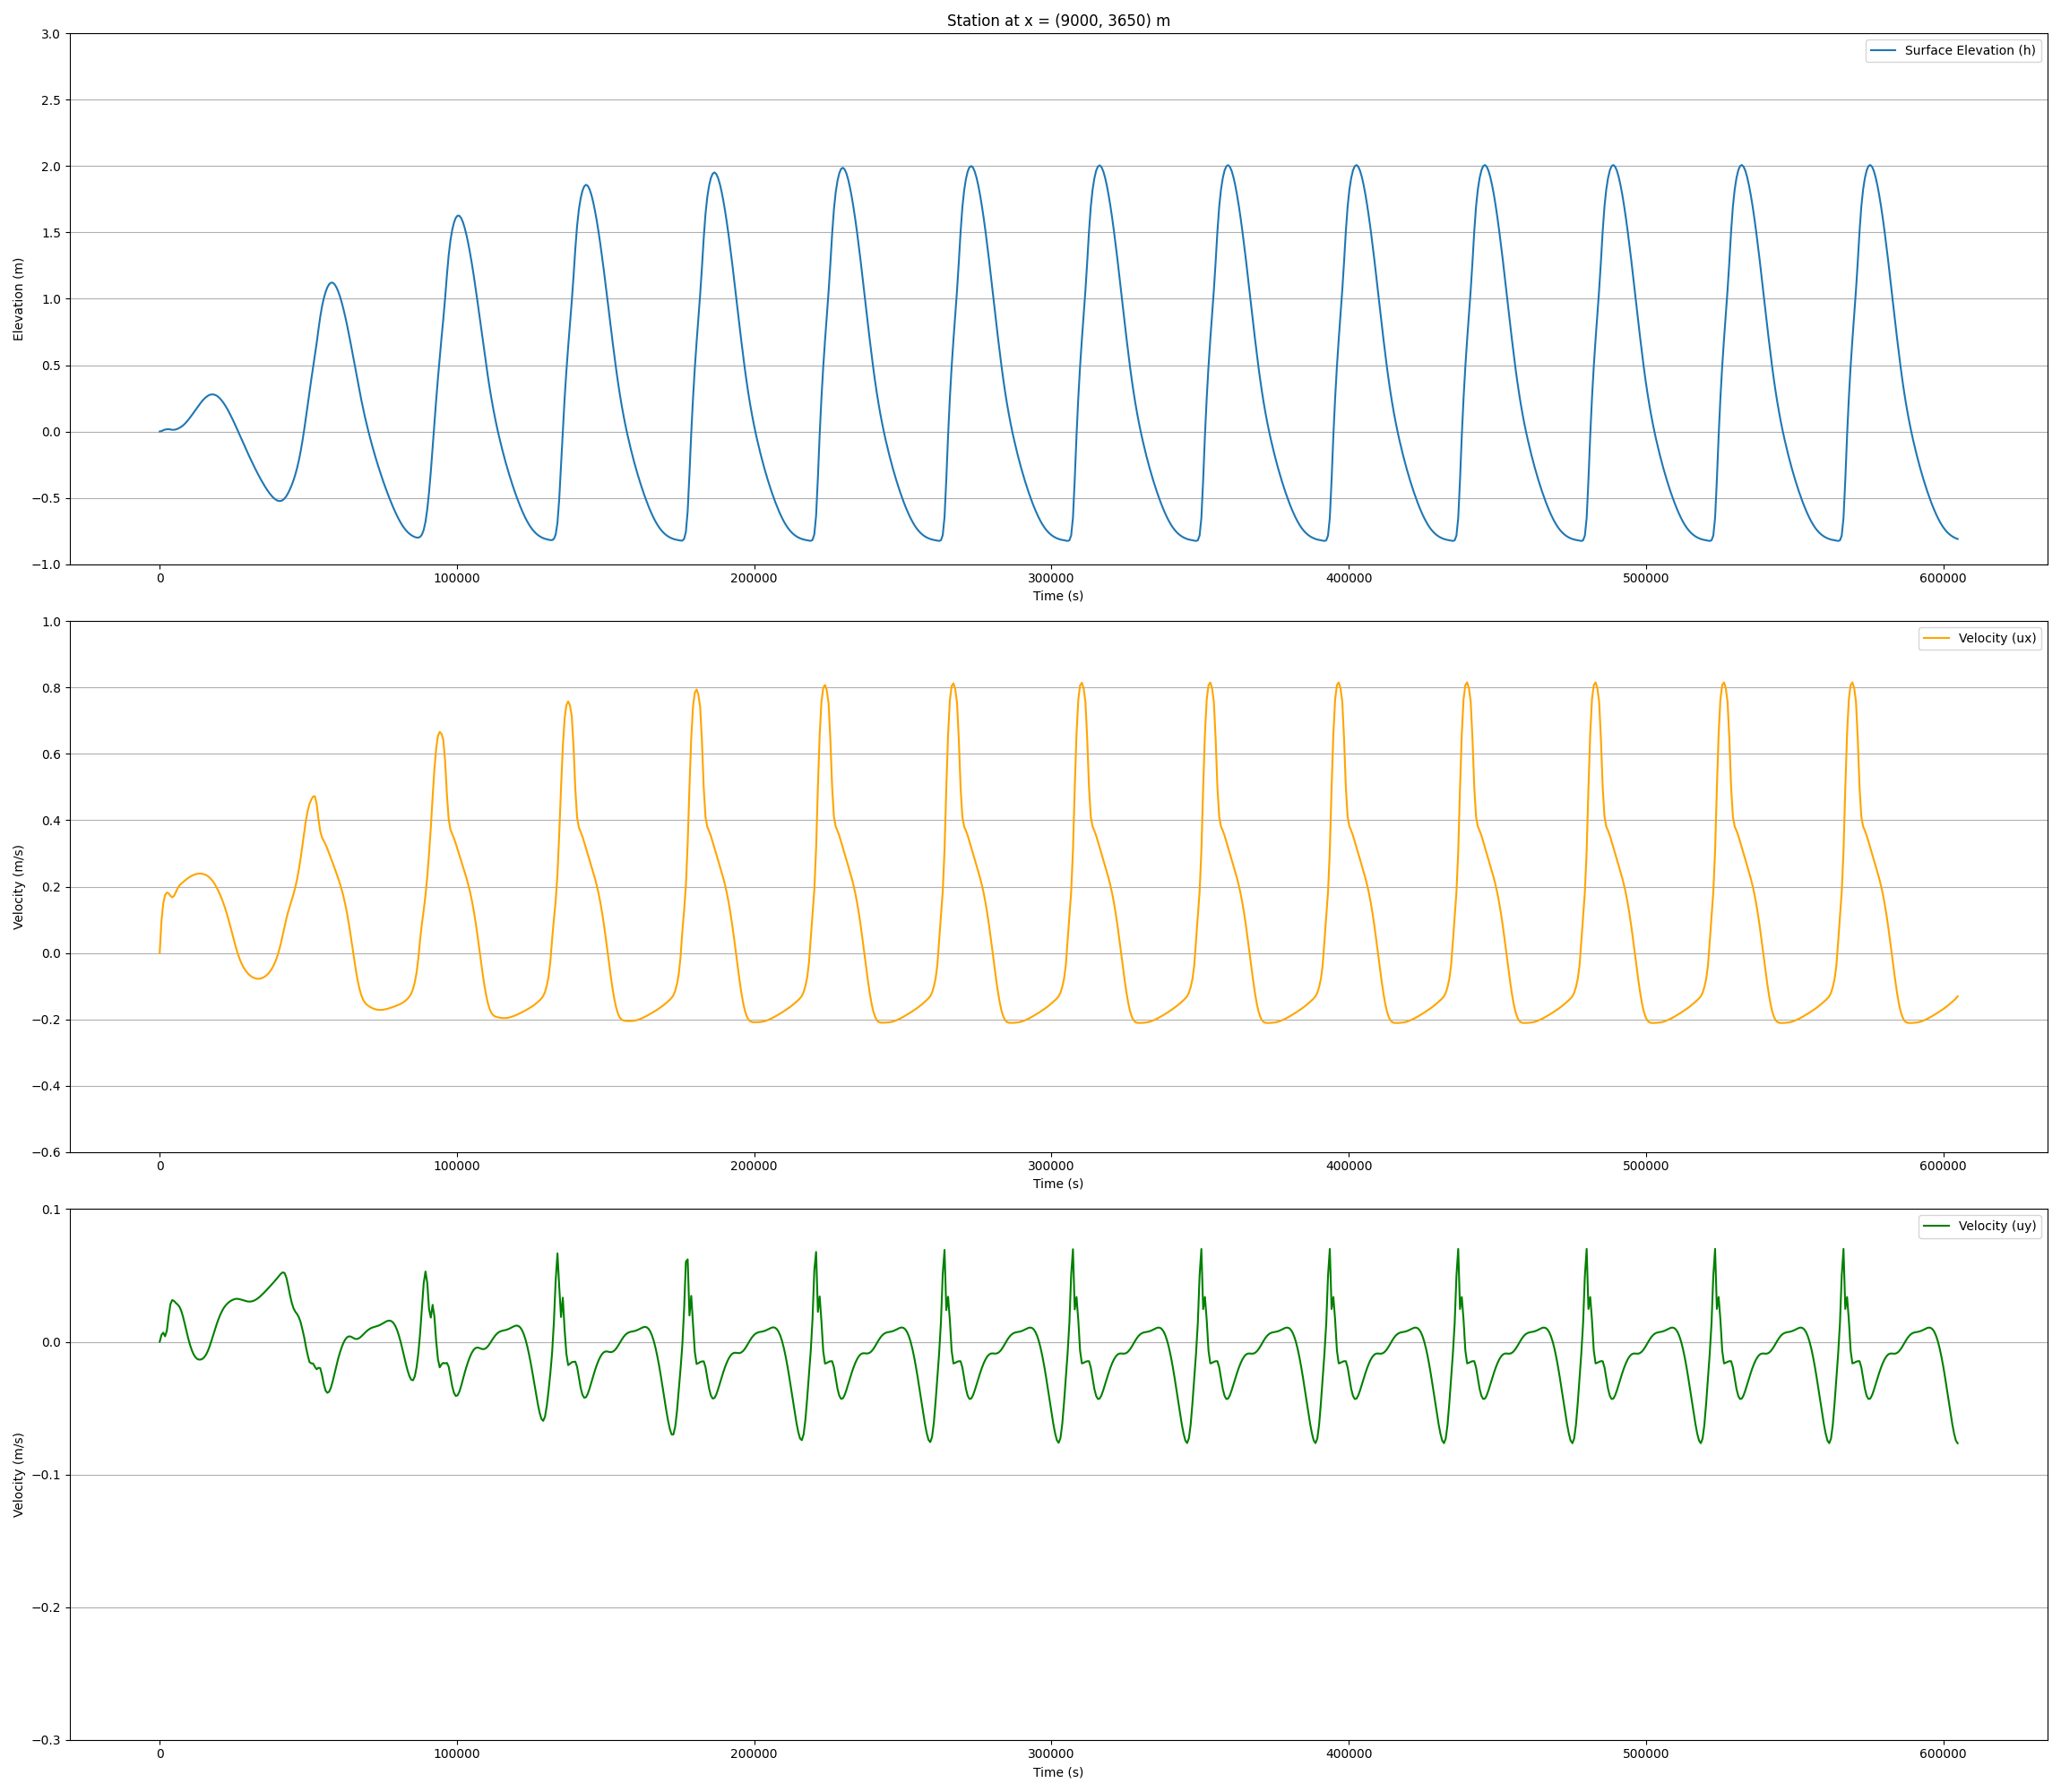 Station at x = (9000, 3650) m
3.0
2.5
2.0
1.5
1.0
0.5
0.0
−0.5
−1.0
Elevation (m)
Surface Elevation (h)
0 100000 200000 300000 400000 500000 600000
Time (s)
1.0
0.8
0.6
0.4
0.2
0.0
−0.2
−0.4
−0.6
Velocity (m/s)
Velocity (ux)
0 100000 200000 300000 400000 500000 600000
Time (s)
0.1
0.0
−0.1
−0.2
−0.3
Velocity (m/s)
Velocity (uy)
0 100000 200000 300000 400000 500000 600000
Time (s)